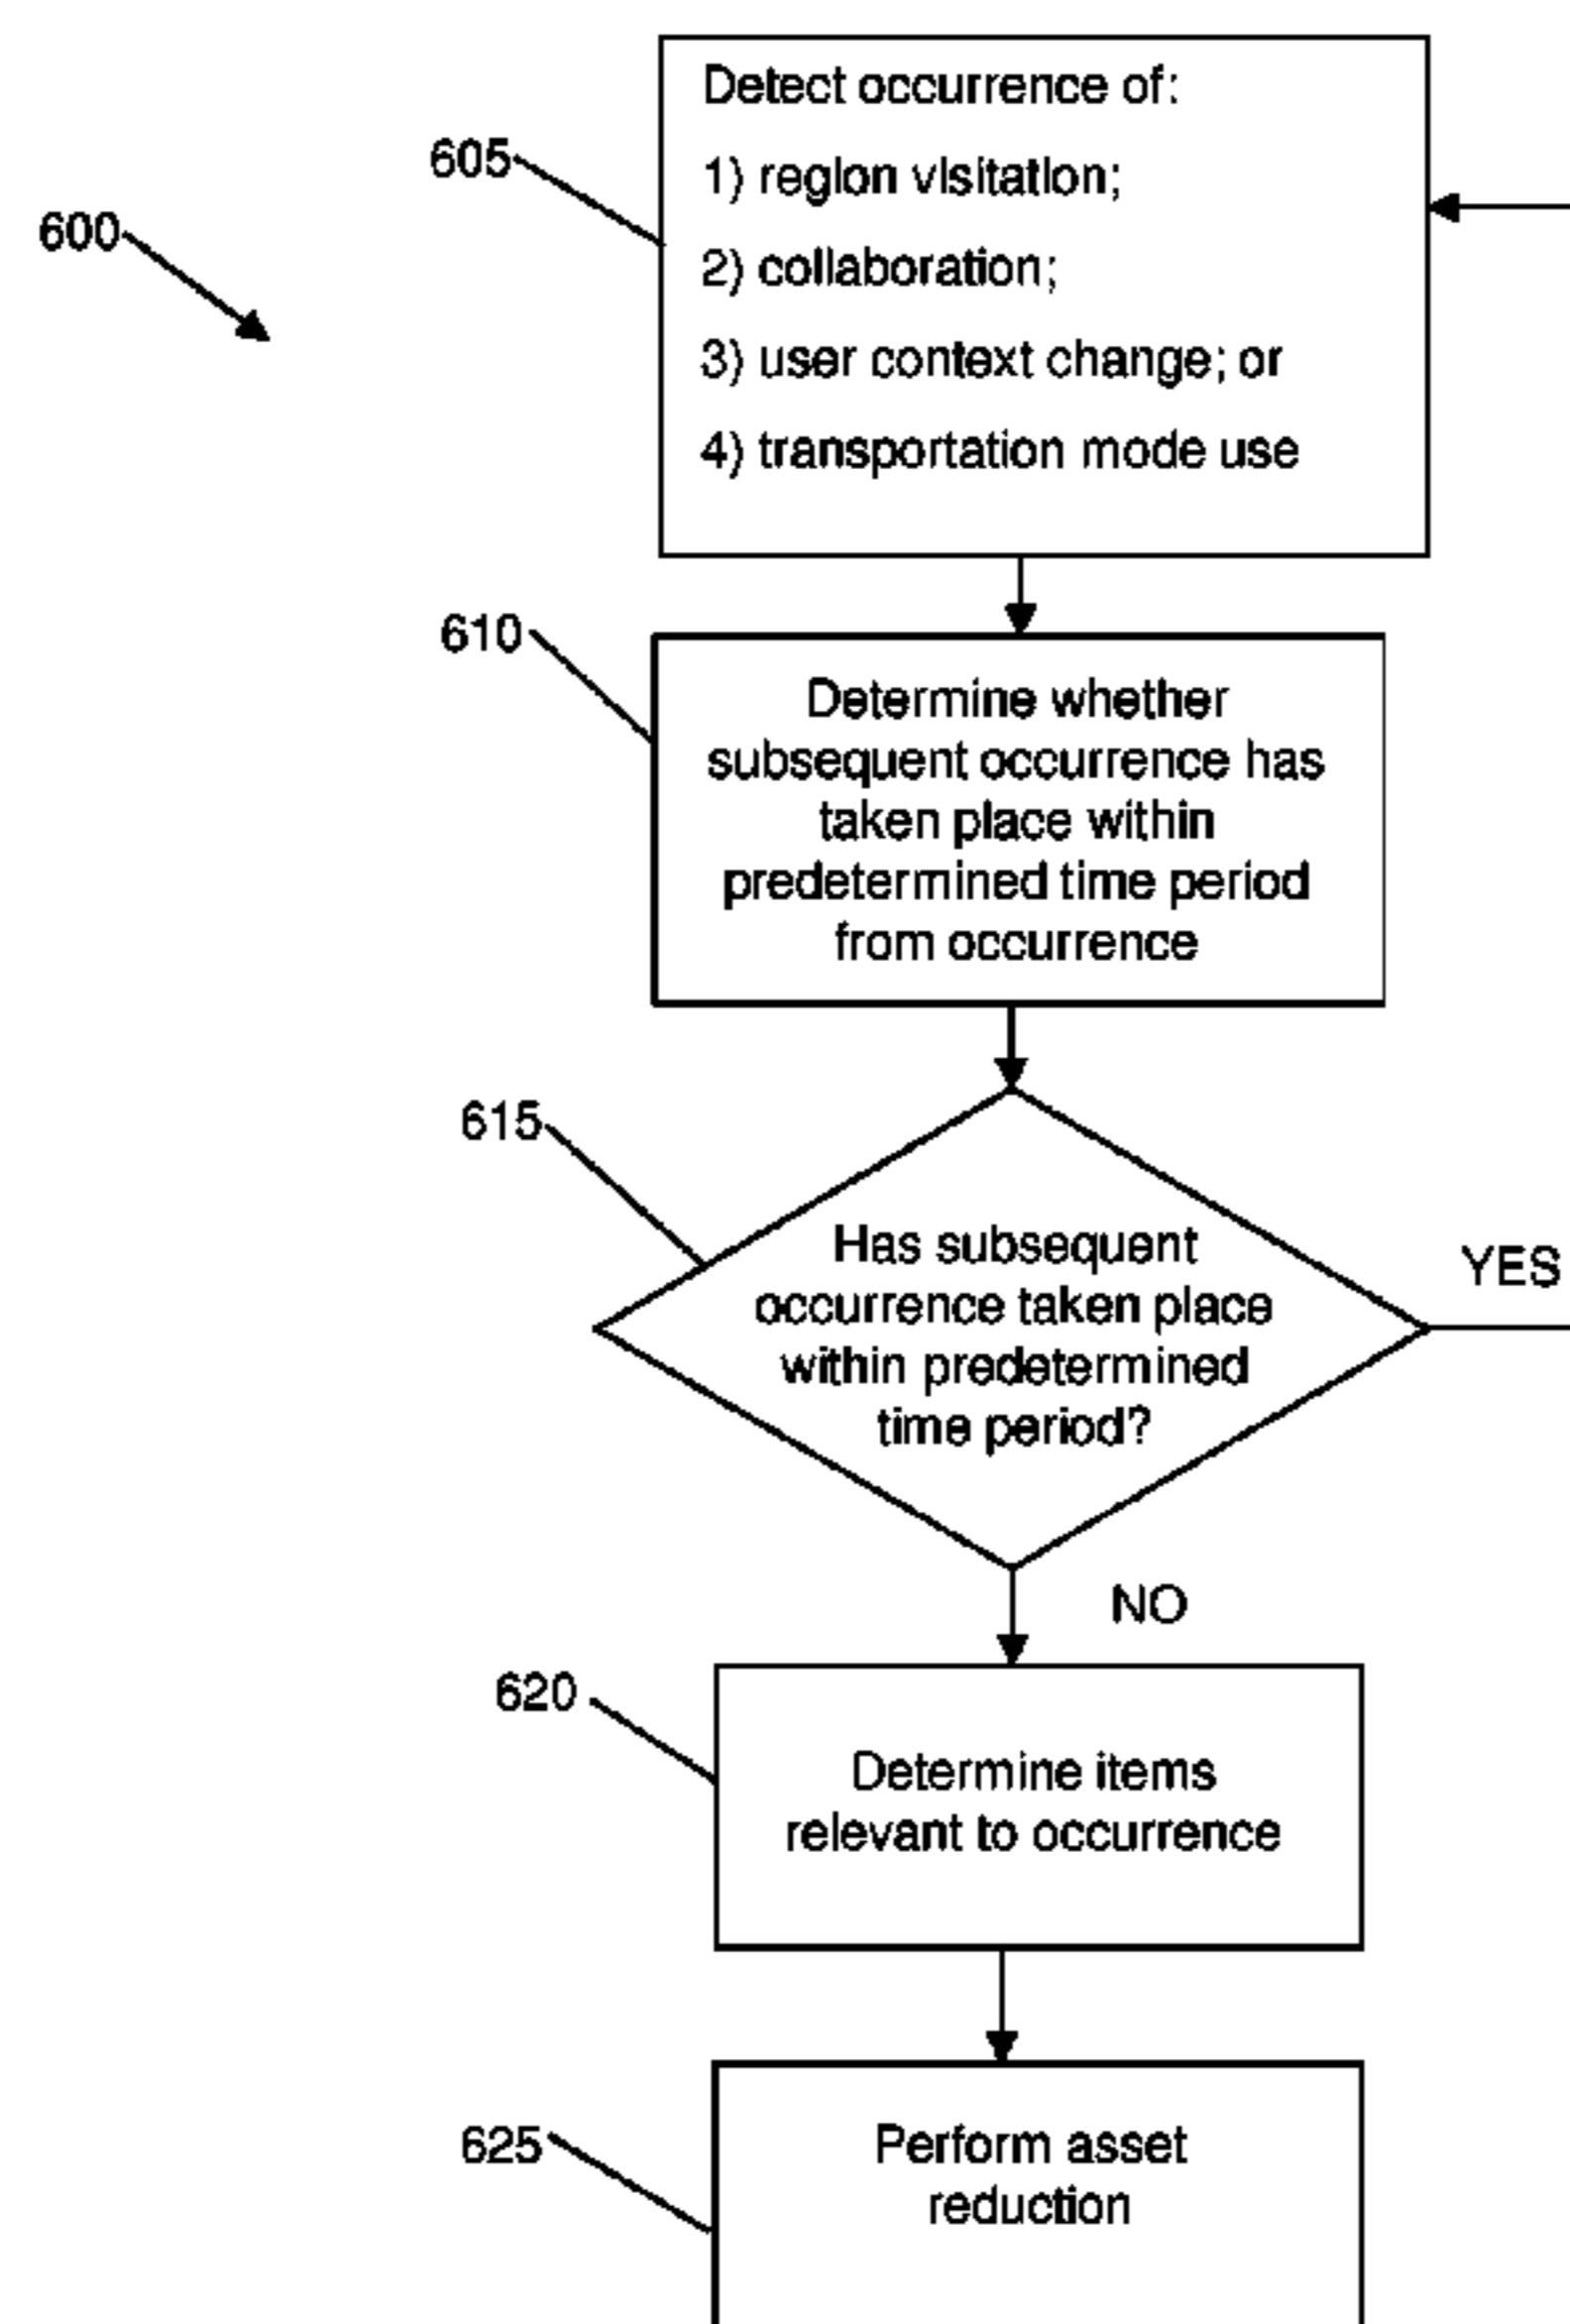 Detect occurrence of:
605
1) region visitation;
600
2) collaboration;
3) user context change; or
4) transportation mode use
610
Determine whether
subsequent occurrence has
taken place within
predetermined time period
from occurrence
615
Has subsequent
occurrence taken place
within predetermined
time period?
YES
NO
620
Determine items
relevant to occurrence
625
Perform asset
reduction